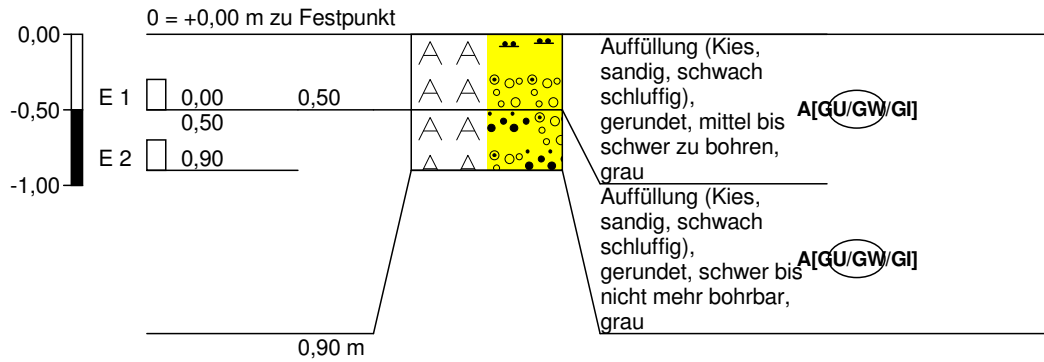 0 = +0,00 m zu Festpunkt
0,00
-0,50
-1,00
E 1
0,00
0,50
0,50
E 2
0,90
A A
A A
A A
A A
Auffüllung (Kies,
sandig, schwach
schluffig),
gerundet, mittel bis
schwer zu bohren,
grau
A[GU/GW/GI]
Auffüllung (Kies,
sandig, schwach
schluffig),
gerundet, schwer bis
nicht mehr bohrbar,
grau
A[GU/GW/GI]
0,90 m